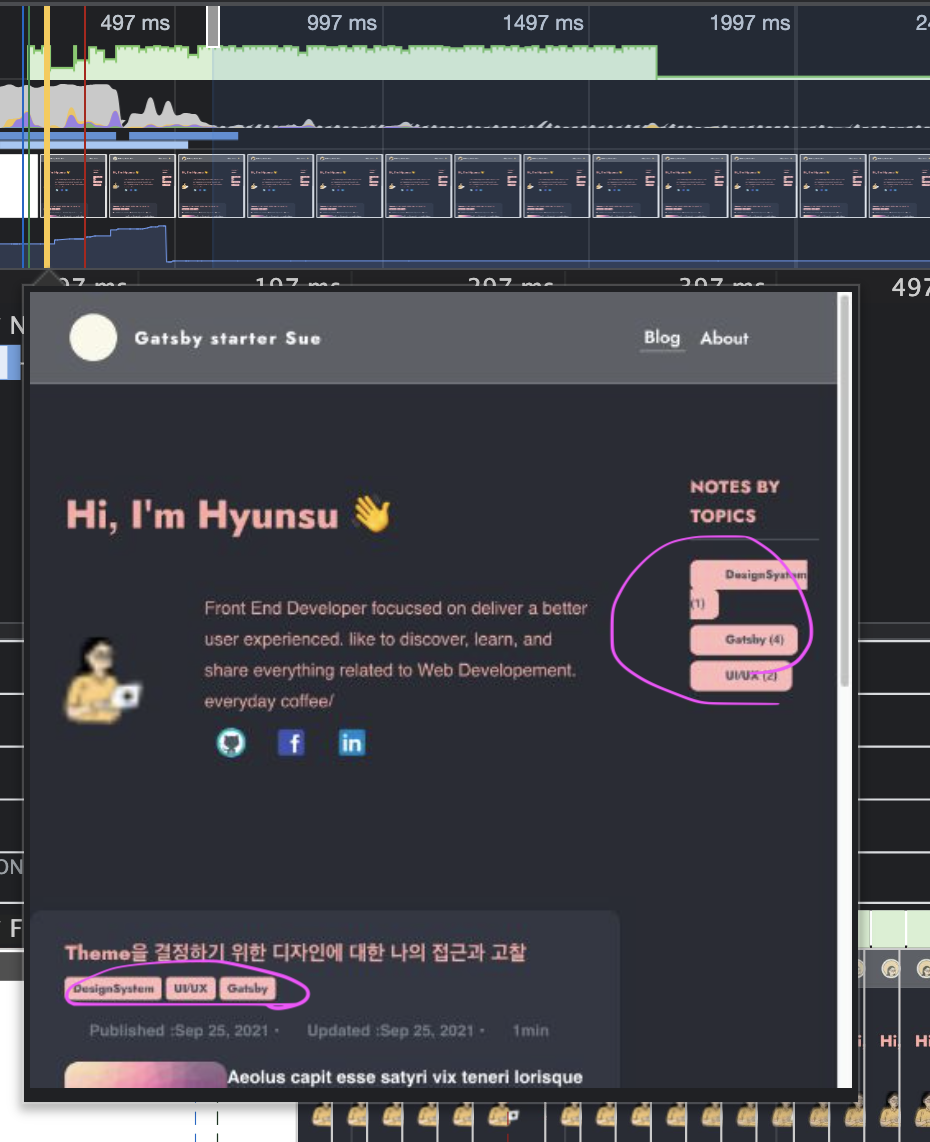 497 ms
997 ms
1497 ms
1997 ms
197 ms
297 ms
397 ms
497
Gatsby starter Sue
Blog
About
Hi, I'm Hyunsu 👋
NOTES BY
TOPICS
DesignSystem
(1)
Gatsby (4)
UI/UX (2)
Front End Developer focucsed on deliver a better
user experienced. like to discover, learn, and
share everything related to Web Developement.
everyday coffee/
f
in
Theme을 결정하기 위한 디자인에 대한 나의 접근과 고찰
DesignSystem
UI/UX
Gatsby
Published :Sep 25, 2021 ·
Updated :Sep 25, 2021 ·
1min
Aeolus capit esse satyri vix teneri lorisque